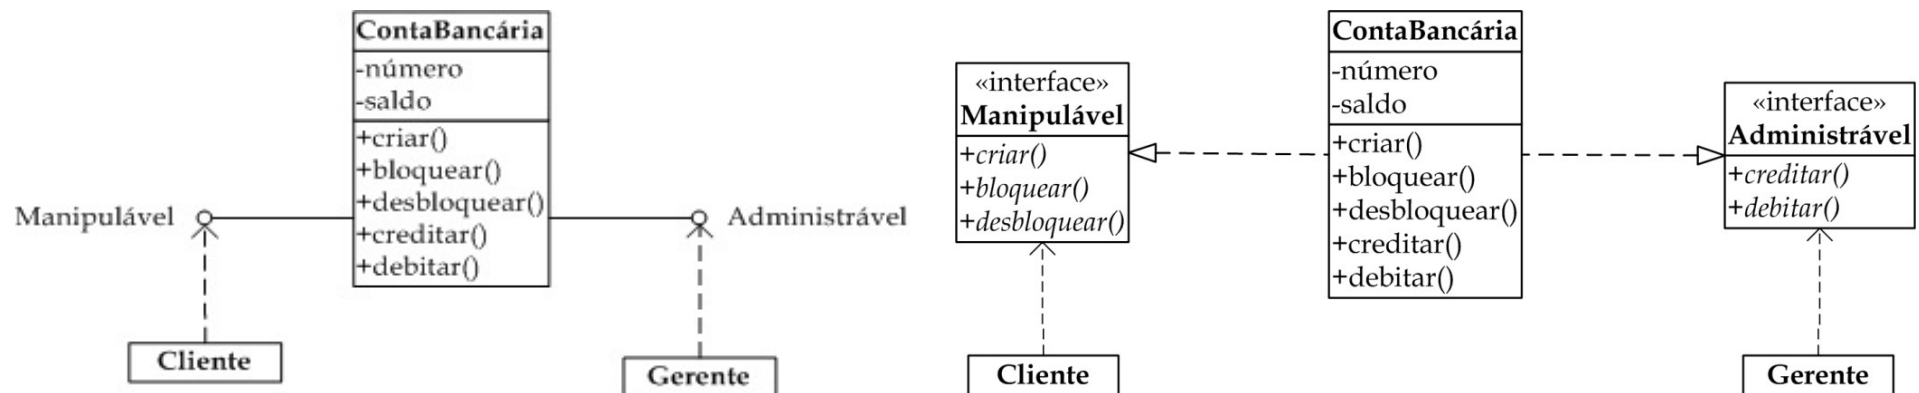 ContaBancária
-número
-saldo
+criar()
+bloquear()
+desbloquear()
+creditar()
+debitar()
Manipulável
Administrável
Cliente
Gerente
«interface»
Manipulável
+criar()
+bloquear()
+desbloquear()
Cliente
ContaBancária
-número
-saldo
+criar()
+bloquear()
+desbloquear()
+creditar()
+debitar()
«interface»
Administrável
+creditar()
+debitar()
Gerente